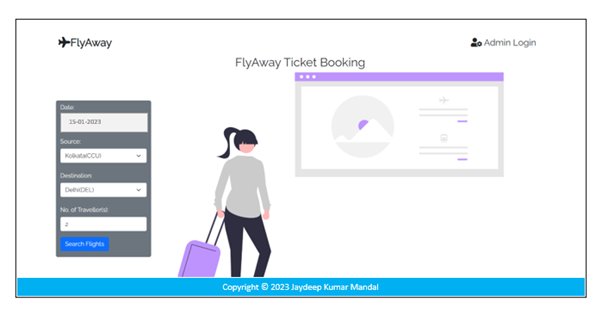 FlyAway
Admin Login
FlyAway Ticket Booking
Date:
15-01-2023
Source:
Kolkata(CCU)
Destination:
Delhi(DEL)
No. of Traveller(s):
2
Search Flights
Copyright © 2023 Jaydeep Kumar Mandal